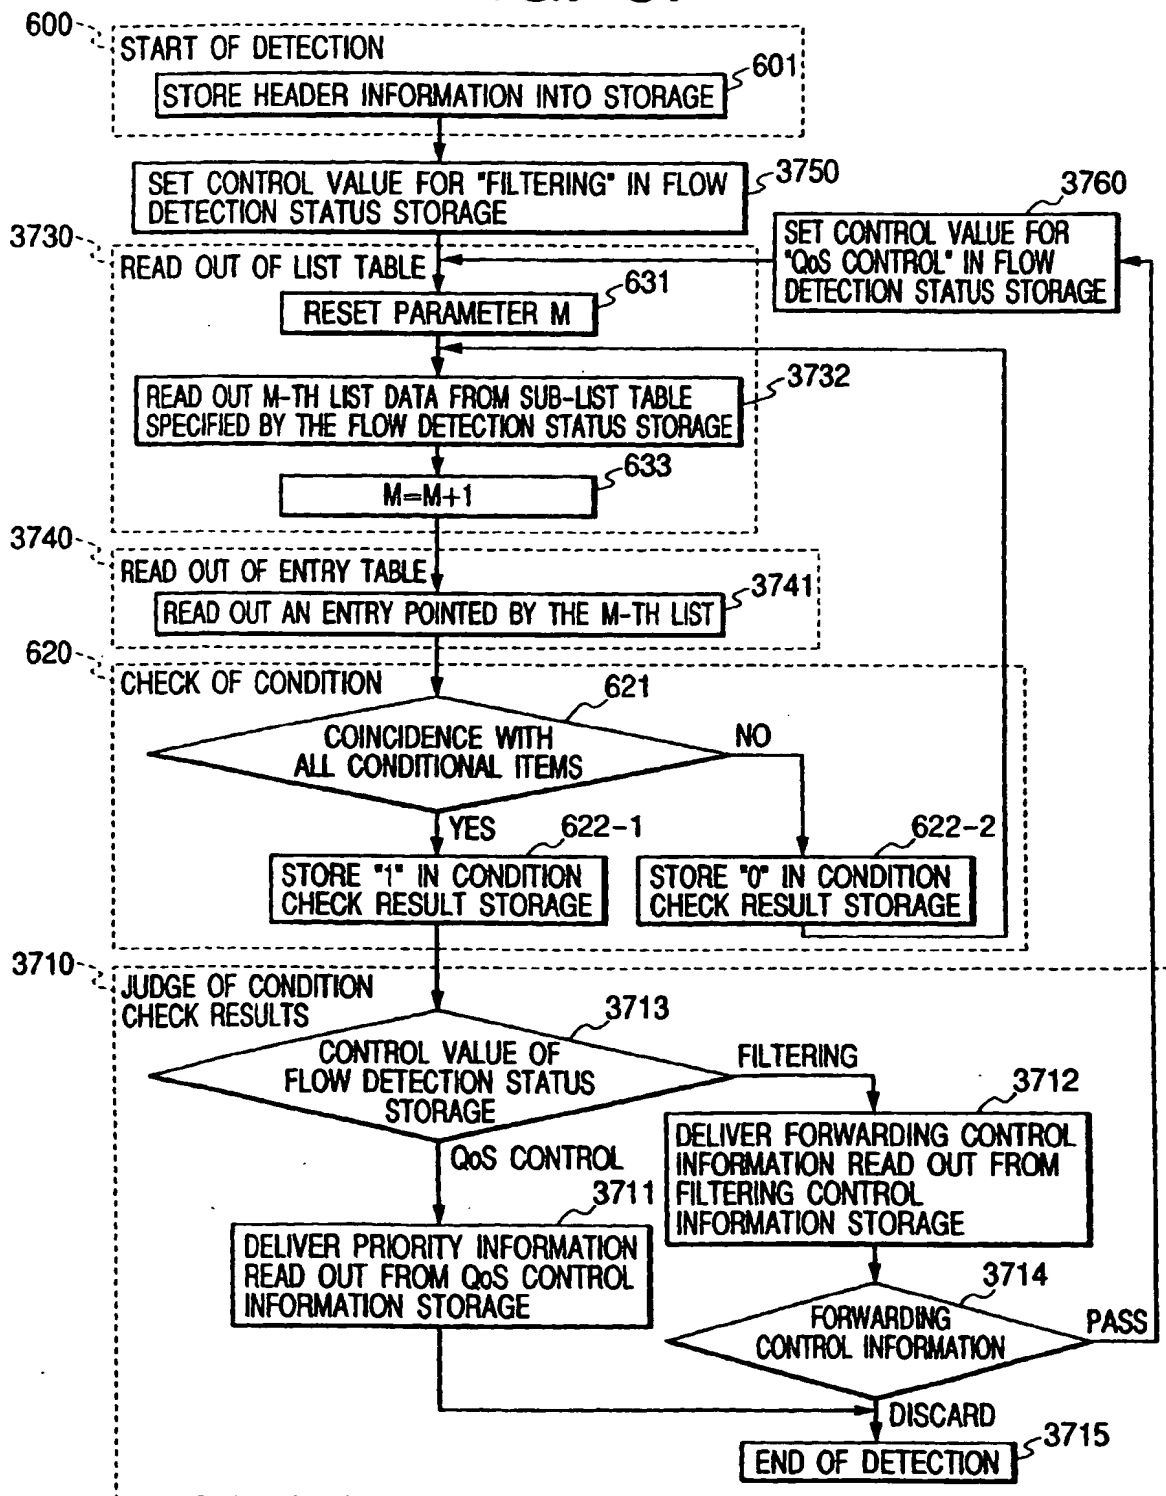 600
START OF DETECTION
601
STORE HEADER INFORMATION INTO STORAGE
3750
SET CONTROL VALUE FOR "FILTERING" IN FLOW
DETECTION STATUS STORAGE
3760
SET CONTROL VALUE FOR
"QoS CONTROL" IN FLOW
DETECTION STATUS STORAGE
3730
READ OUT OF LIST TABLE
631
RESET PARAMETER M
3732
READ OUT M-TH LIST DATA FROM SUB-LIST TABLE
SPECIFIED BY THE FLOW DETECTION STATUS STORAGE
633
M=M+1
3740
READ OUT OF ENTRY TABLE
3741
READ OUT AN ENTRY POINTED BY THE M-TH LIST
620
CHECK OF CONDITION
621
COINCIDENCE WITH
ALL CONDITIONAL ITEMS
NO
YES
622-1
STORE "1" IN CONDITION
CHECK RESULT STORAGE
622-2
STORE "0" IN CONDITION
CHECK RESULT STORAGE
3710
JUDGE OF CONDITION
CHECK RESULTS
3713
CONTROL VALUE OF
FLOW DETECTION STATUS
STORAGE
FILTERING
3712
DELIVER FORWARDING CONTROL
INFORMATION READ OUT FROM
FILTERING CONTROL
INFORMATION STORAGE
QoS CONTROL
3711
DELIVER PRIORITY INFORMATION
READ OUT FROM QoS CONTROL
INFORMATION STORAGE
3714
FORWARDING
CONTROL INFORMATION
PASS
DISCARD
3715
END OF DETECTION